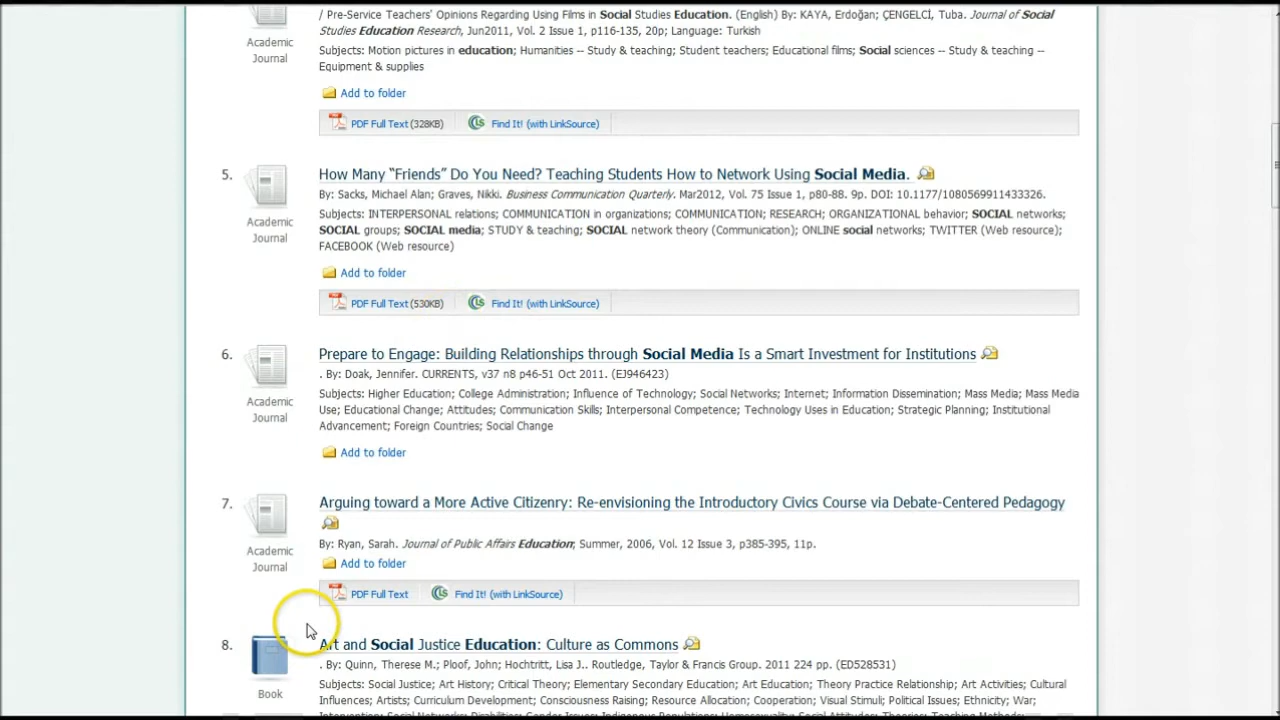 / Pre-Service Teachers' Opinions Regarding Using Films in Social Studies Education. (English) By: KAYA, Erdoğan; ÇENGELCİ, Tuba. Journal of Social
Studies Education Research, Jun2011, Vol. 2 Issue 1, p116-135, 20p; Language: Turkish
Academic
Journal
Subjects: Motion pictures in education; Humanities -- Study & teaching; Student teachers; Educational films; Social sciences -- Study & teaching --
Equipment & supplies
Add to folder
PDF Full Text (328KB) Find It! (with LinkSource)
5. How Many “Friends” Do You Need? Teaching Students How to Network Using Social Media.
By: Sacks, Michael Alan; Graves, Nikki. Business Communication Quarterly. Mar2012, Vol. 75 Issue 1, p80-88. 9p. DOI: 10.1177/1080569911433326.
Academic
Journal
Subjects: INTERPERSONAL relations; COMMUNICATION in organizations; COMMUNICATION; RESEARCH; ORGANIZATIONAL behavior; SOCIAL networks;
SOCIAL groups; SOCIAL media; STUDY & teaching; SOCIAL network theory (Communication); ONLINE social networks; TWITTER (Web resource);
FACEBOOK (Web resource)
Add to folder
PDF Full Text (530KB) Find It! (with LinkSource)
6. Prepare to Engage: Building Relationships through Social Media Is a Smart Investment for Institutions
. By: Doak, Jennifer. CURRENTS, v37 n8 p46-51 Oct 2011. (EJ946423)
Academic
Journal
Subjects: Higher Education; College Administration; Influence of Technology; Social Networks; Internet; Information Dissemination; Mass Media; Mass Media
Use; Educational Change; Attitudes; Communication Skills; Interpersonal Competence; Technology Uses in Education; Strategic Planning; Institutional
Advancement; Foreign Countries; Social Change
Add to folder
7. Arguing toward a More Active Citizenry: Re-envisioning the Introductory Civics Course via Debate-Centered Pedagogy
By: Ryan, Sarah. Journal of Public Affairs Education, Summer, 2006, Vol. 12 Issue 3, p385-395, 11p.
Academic
Journal
Add to folder
PDF Full Text Find It! (with LinkSource)
8. Art and Social Justice Education: Culture as Commons
. By: Quinn, Therese M.; Ploof, John; Hochtritt, Lisa J.. Routledge, Taylor & Francis Group. 2011 224 pp. (ED528531)
Book
Subjects: Social Justice; Art History; Critical Theory; Elementary Secondary Education; Art Education; Theory Practice Relationship; Art Activities; Cultural
Influences; Artists; Curriculum Development; Consciousness Raising; Resource Allocation; Cooperation; Visual Stimuli; Political Issues; Ethnicity; War;